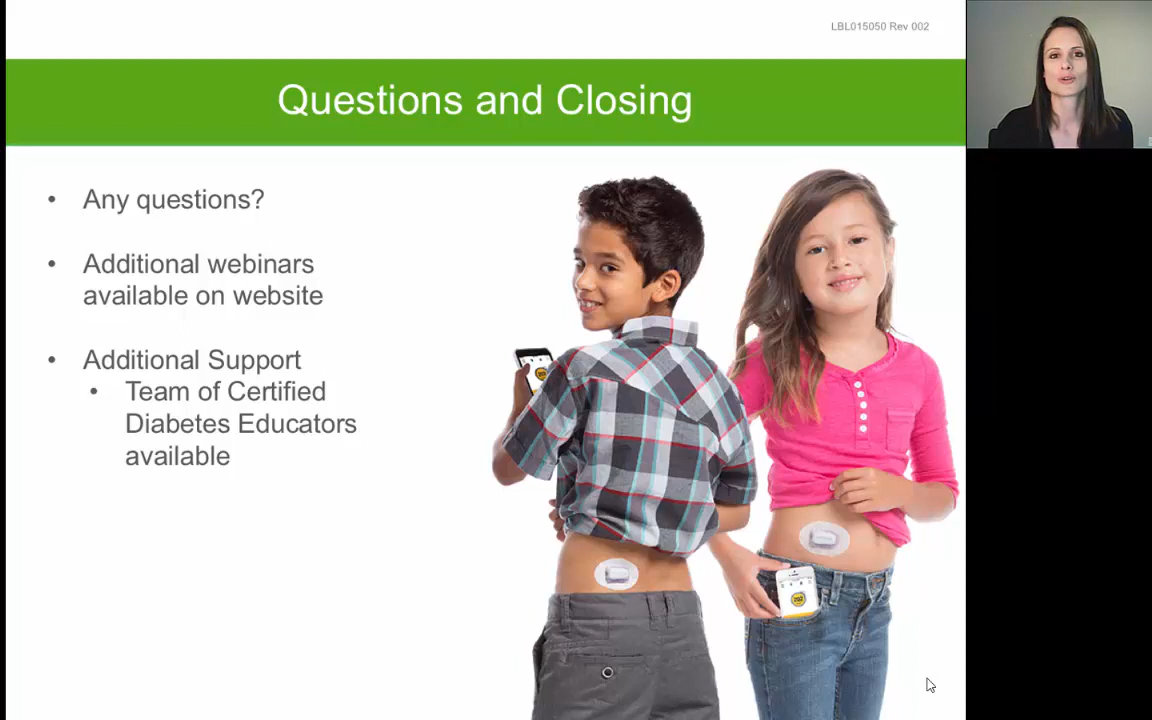 LBL015050 Rev 002
Questions and Closing
• Any questions?
• Additional webinars
available on website
• Additional Support
• Team of Certified
Diabetes Educators
available